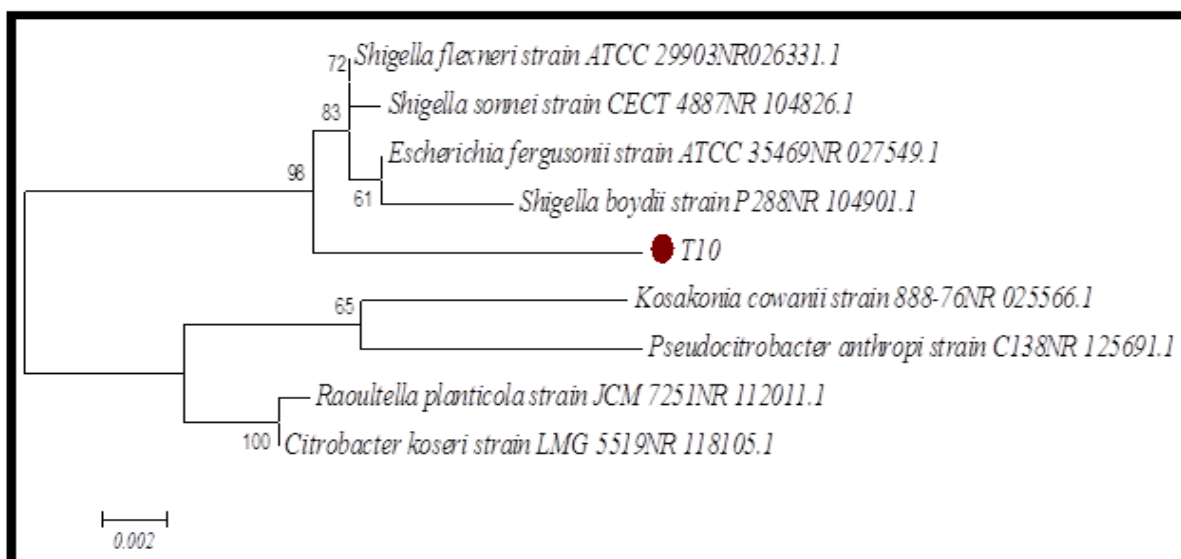 72 Shigella flexneri strain ATCC 29903NR026331.1
83 Shigella sonnei strain CECT 4887NR 104826.1
Escherichia fergusonii strain ATCC 35469NR 027549.1
98
61 Shigella boydii strain P288NR 104901.1
T10
65 Kosakonia cowanii strain 888-76NR 025566.1
Pseudocitrobacter anthropi strain C138NR 125691.1
Raoultella planticola strain JCM 7251NR 112011.1
100 Citrobacter koseri strain LMG 5519NR 118105.1
0.002